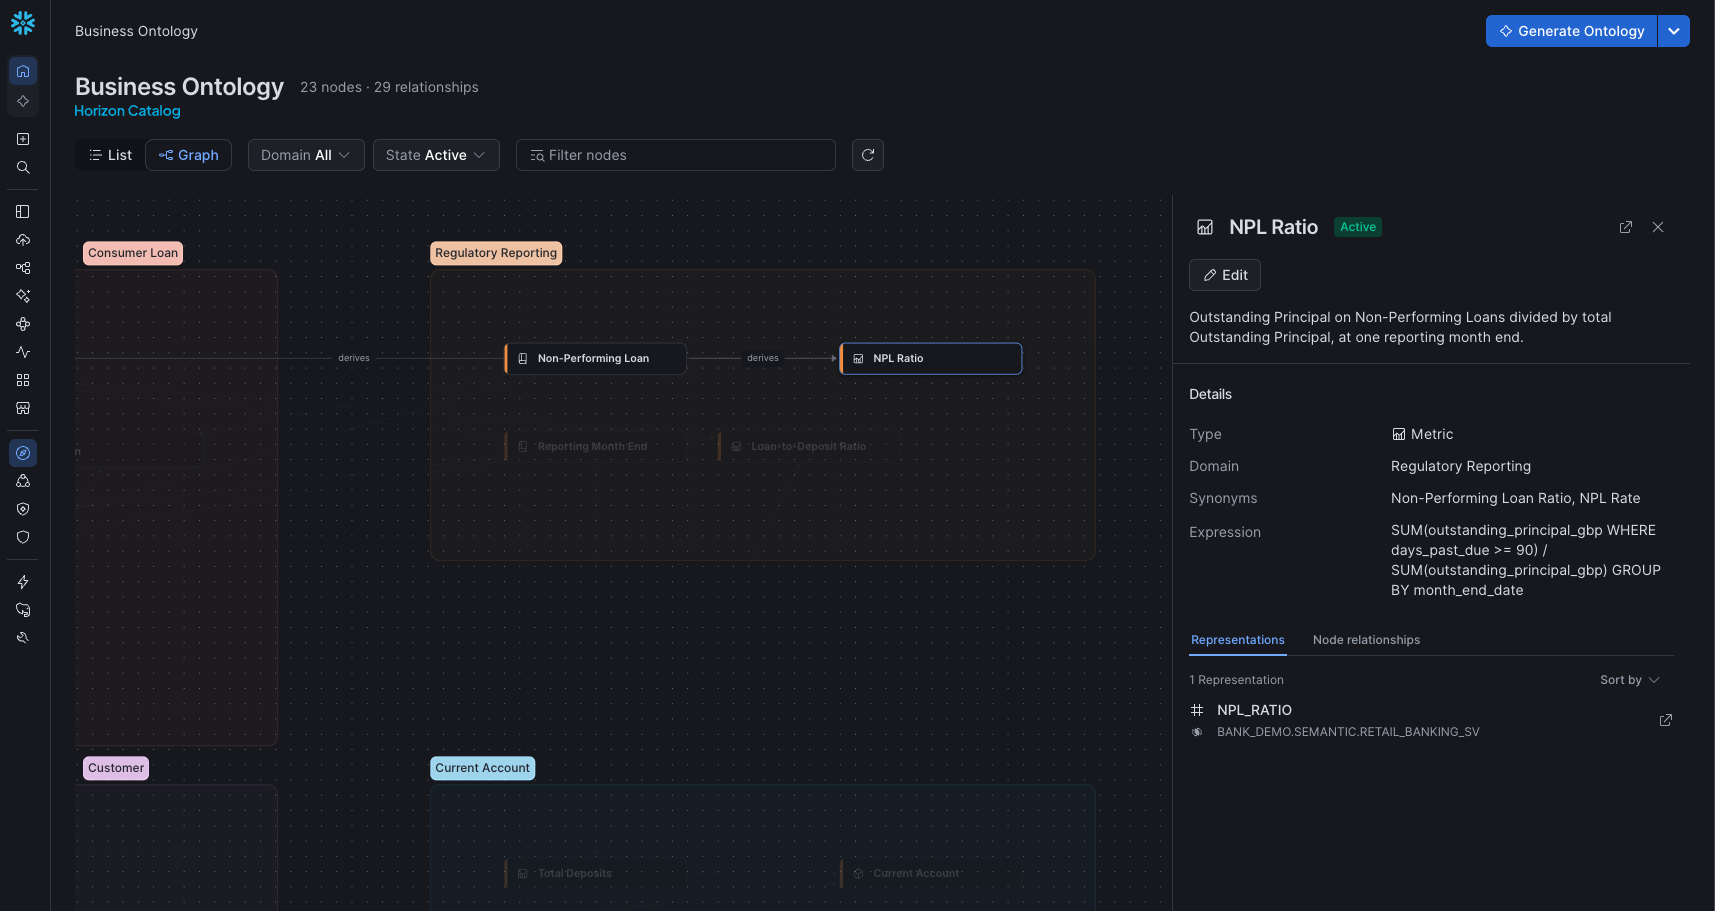 Business Ontology
Generate Ontology
Business Ontology
23 nodes · 29 relationships
Horizon Catalog
List
Graph
Domain All
State Active
Filter nodes
Consumer Loan
Regulatory Reporting
derives
Non-Performing Loan
derives
NPL Ratio
Reporting Month End
Loan-to-Deposit Ratio
n
Customer
Current Account
Total Deposits
Current Account
NPL Ratio
Active
Edit
Outstanding Principal on Non-Performing Loans divided by total
Outstanding Principal, at one reporting month end.
Details
Type
Metric
Domain
Regulatory Reporting
Synonyms
Non-Performing Loan Ratio, NPL Rate
Expression
SUM(outstanding_principal_gbp WHERE
days_past_due >= 90) /
SUM(outstanding_principal_gbp) GROUP
BY month_end_date
Representations
Node relationships
1 Representation
Sort by
NPL_RATIO
BANK_DEMO.SEMANTIC.RETAIL_BANKING_SV